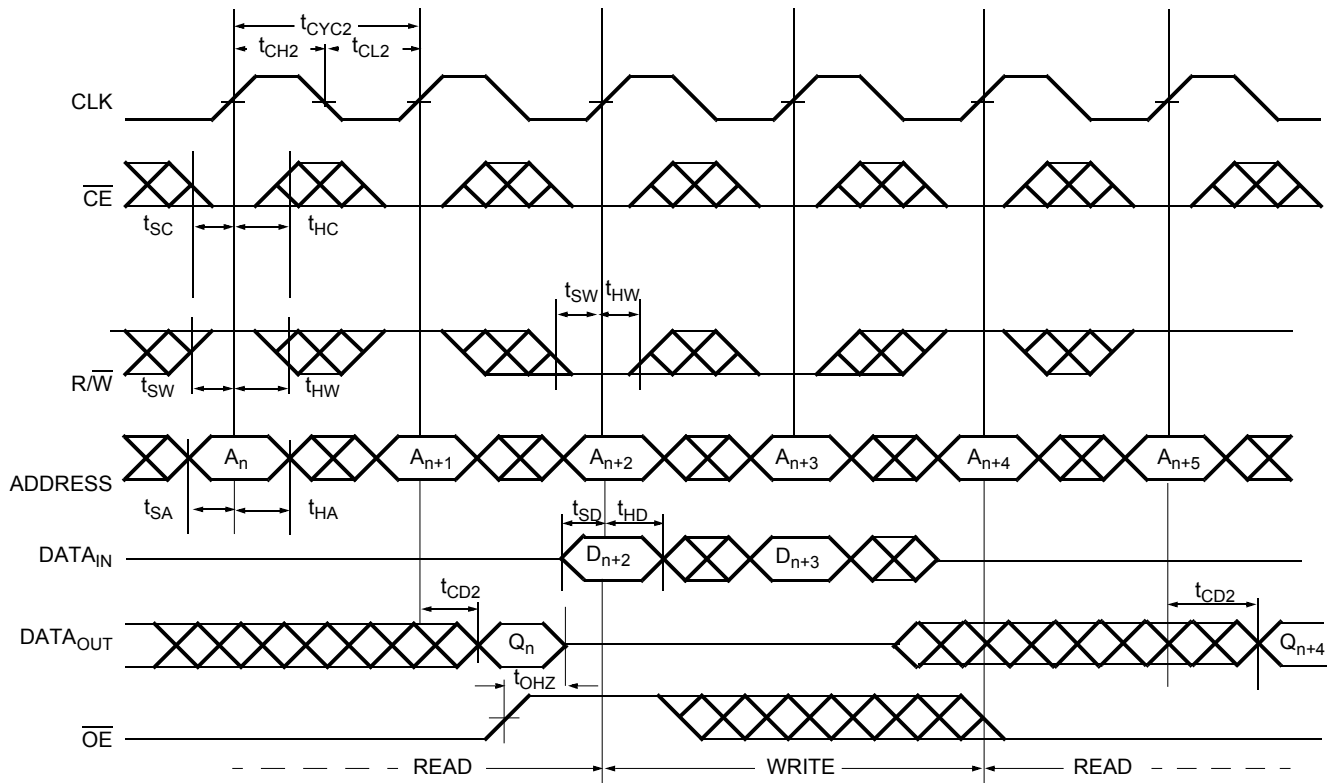 tCYC2
tCH2 tCL2
CLK
CE
tSC tHC
tSW tHW
R/W
tSW tHW
An An+1 An+2 An+3 An+4 An+5
ADDRESS
tSA tHA
tSD tHD
DATAIN
Dn+2 Dn+3
tCD2 tCD2
DATAOUT
Qn Qn+4
tOHZ
OE
READ WRITE READ